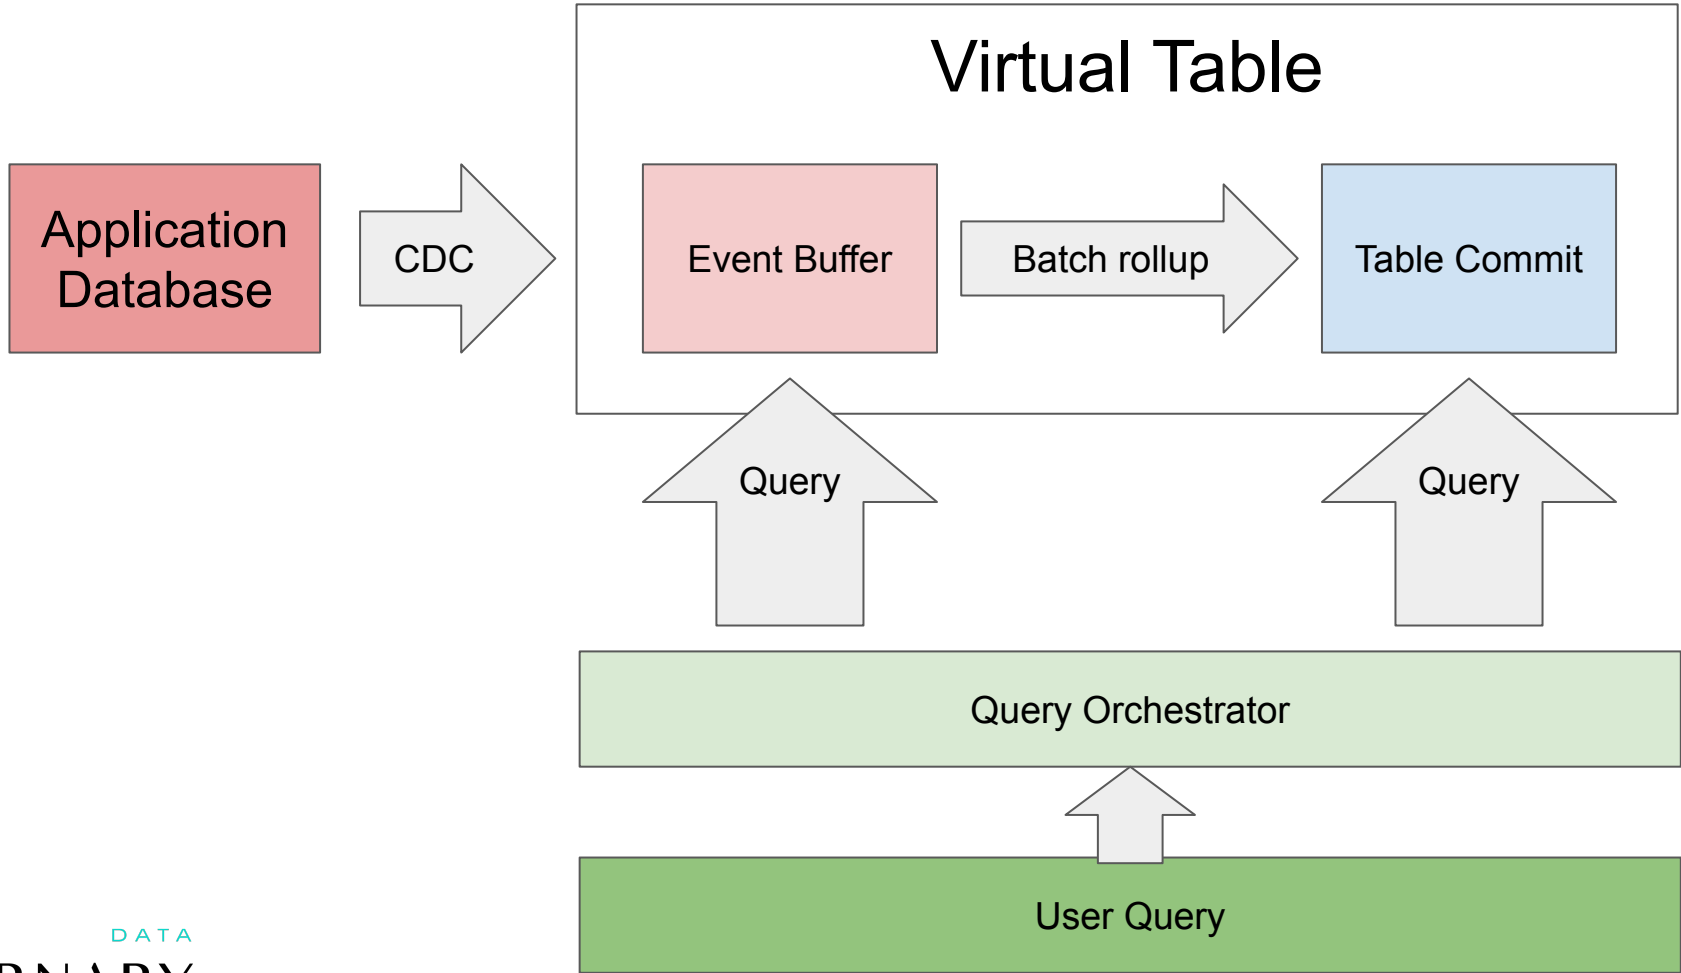 Virtual Table
Application
Database
CDC
Event Buffer
Batch rollup
Table Commit
Query
Query
Query Orchestrator
User Query
DATA